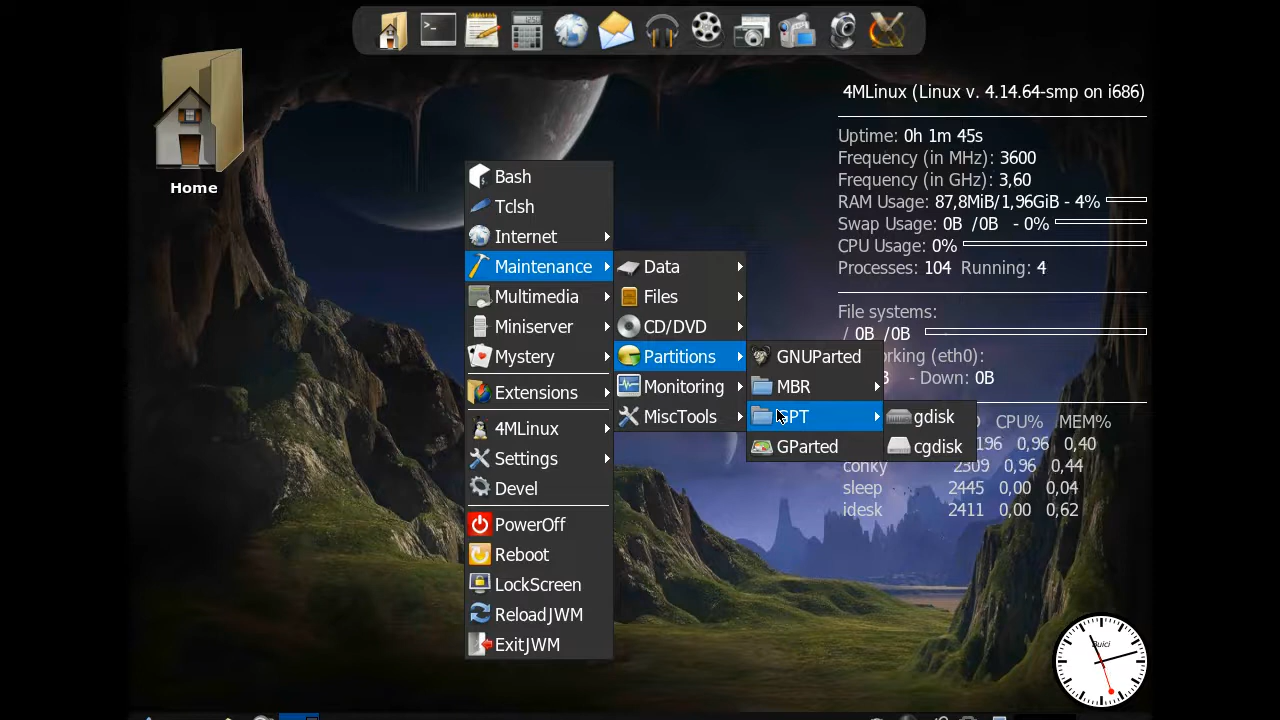 4MLinux (Linux v. 4.14.64-smp on i686)
Uptime: 0h 1m 45s
Frequency (in MHz): 3600
Frequency (in GHz): 3,60
RAM Usage: 87,8MiB/1,96GiB - 4%
Swap Usage: 0B /0B - 0%
CPU Usage: 0%
Processes: 104 Running: 4
File systems:
/ 0B /0B
(eth0):
- Down: 0B
CPU% MEM%
0,96 0,40
conky 2309 0,96 0,44
sleep 2445 0,00 0,04
idesk 2411 0,00 0,62
Home
Bash
Tclsh
Internet
Maintenance
Multimedia
Miniserver
Mystery
Extensions
4MLinux
Settings
Devel
PowerOff
Reboot
LockScreen
ReloadJWM
ExitJWM
Data
Files
CD/DVD
Partitions
Monitoring
MiscTools
GNUParted
MBR
GPT
GParted
gdisk
cgdisk
Buici